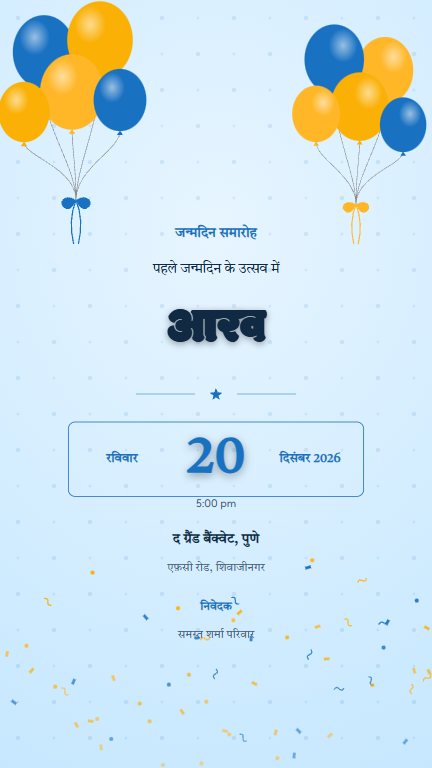 जन्मदिन समारोह
पहले जन्मदिन के उत्सव में
आरव
रविवार 20 दिसंबर 2026
5:00 pm
द ग्रैंड बैंक्वेट, पुणे
एफ़सी रोड, शिवाजीनगर
निवेदक
समस्त शर्मा परिवार